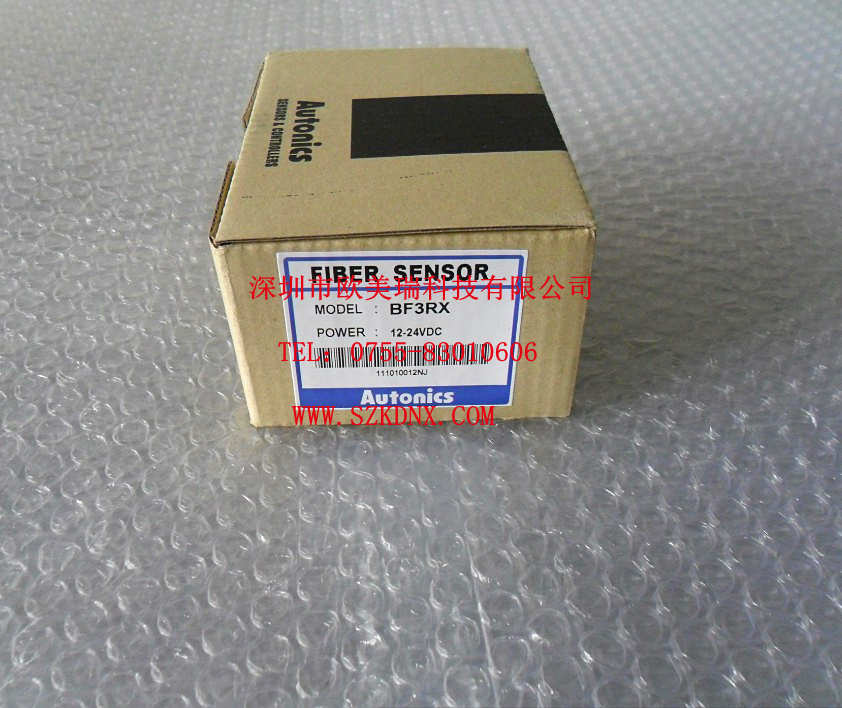 Autonics
SENSORS & CONTROLLERS
FIBER SENSOR
深圳市欧美瑞科技有限公司
MODEL : BF3RX
POWER : 12-24VDC
TEL: 0755-83010606
111010012NJ
Autonics
WWW.SZKDNX.COM